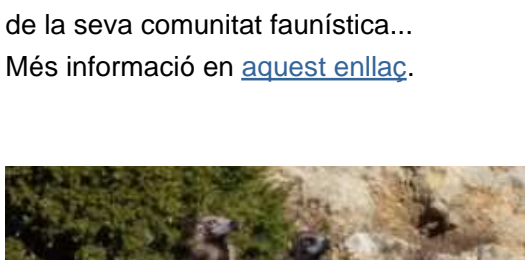 de la seva comunitat faunística...
Més informació en aquest enllaç.